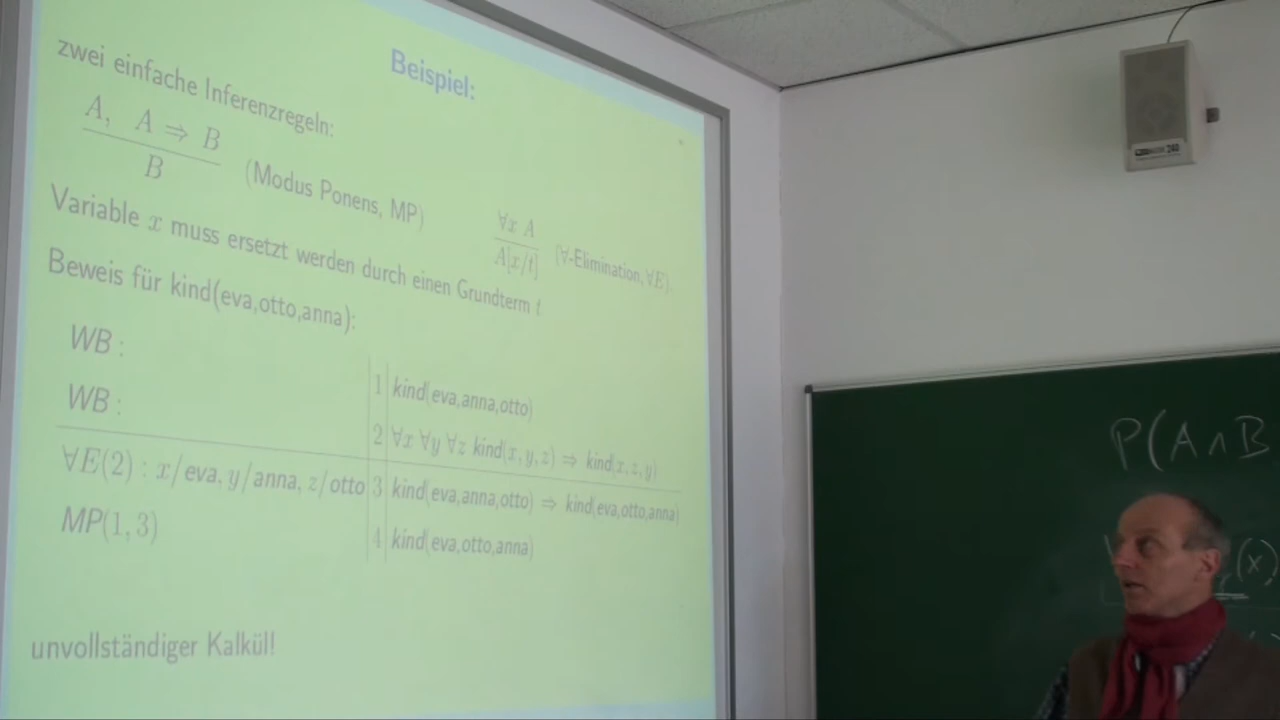 Beispiel:
zwei einfache Inferenzregeln:
A, A ⇒ B
B
(Modus Ponens, MP)
∀x A
A[x/t]
(∀-Elimination, ∀E).
Variable x muss ersetzt werden durch einen Grundterm t
Beweis für kind(eva,otto,anna):
WB : 1 kind(eva,anna,otto)
WB : 2 ∀x ∀y ∀z kind(x, y, z) ⇒ kind(x, z, y)
∀E(2) : x/eva, y/anna, z/otto 3 kind(eva,anna,otto) ⇒ kind(eva,otto,anna)
MP(1, 3) 4 kind(eva,otto,anna)
unvollständiger Kalkül!
P(A∧B
(x)